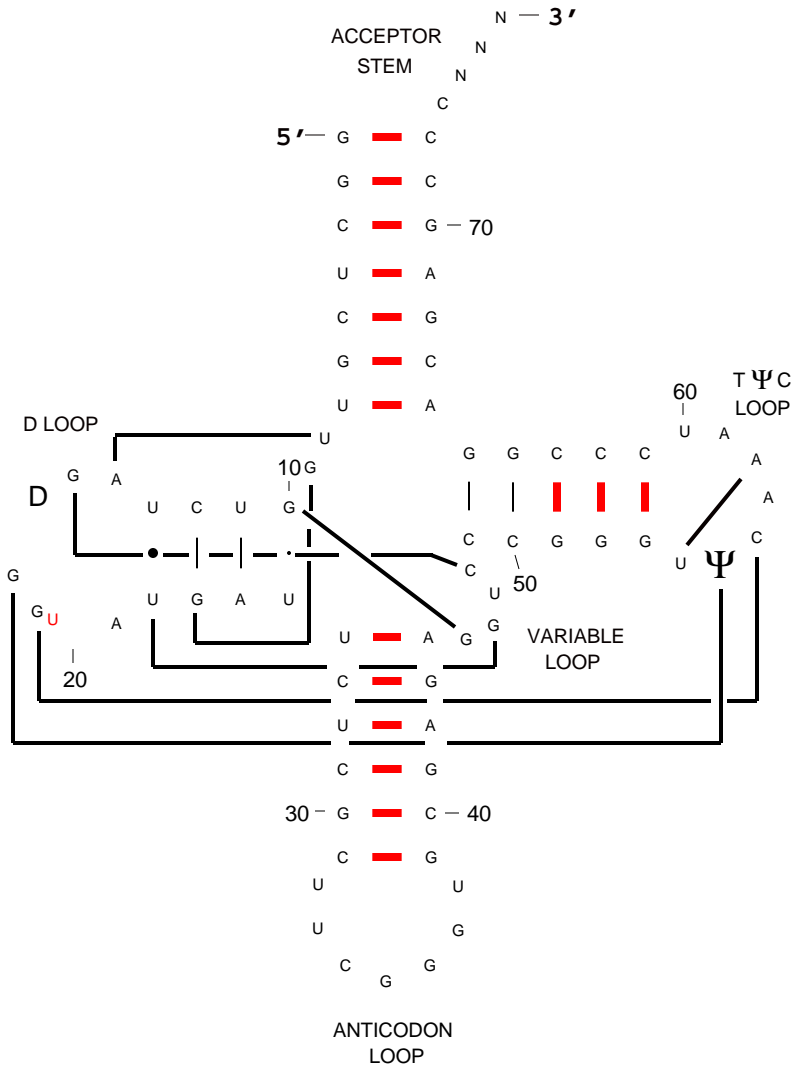 N — 3′
ACCEPTOR
STEM
N
N
C
5′ — G C
G C
C G — 70
U A
C G
G C
U A
T Ψ C
LOOP
60
D LOOP
U
U A
G G C C C
A
G A
10 G
A
D
U C U G
C C G G G
C
U Ψ
C
50
G
U G A U
U
G U
A
G
U A G
VARIABLE
LOOP
20
C G
U A
C G
30 — G C — 40
C G
U U
U G
C G
G
ANTICODON
LOOP